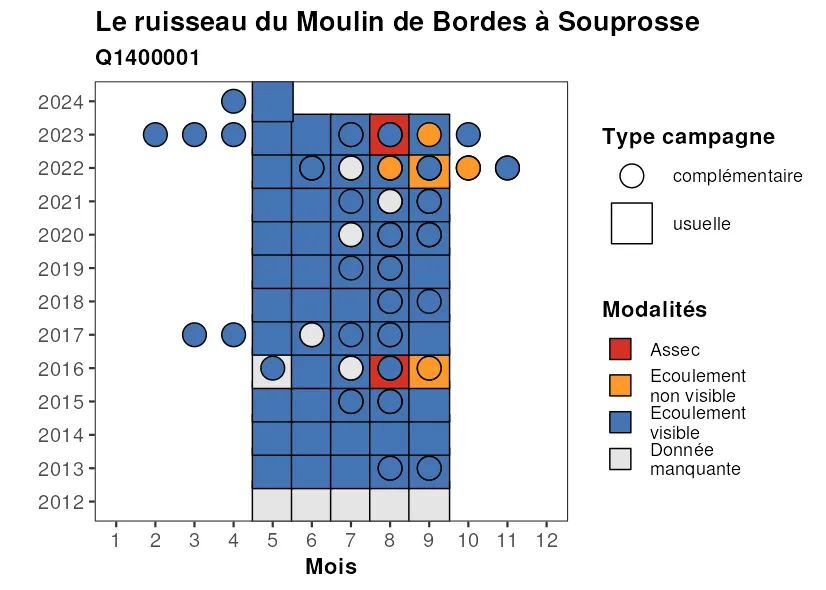 Le ruisseau du Moulin de Bordes à Souprosse
Q1400001
2024
2023
2022
2021
2020
2019
2018
2017
2016
2015
2014
2013
2012
1 2 3 4 5 6 7 8 9 10 11 12
Mois
Type campagne
complémentaire
usuelle
Modalités
Assec
Ecoulement
non visible
Ecoulement
visible
Donnée
manquante